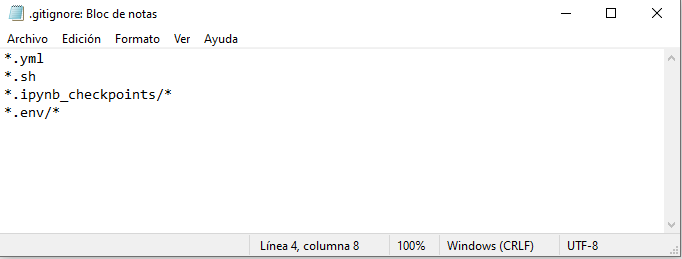 .gitignore: Bloc de notas
Archivo Edición Formato Ver Ayuda
*.yml
*.sh
*.ipynb_checkpoints/*
*.env/*
Línea 4, columna 8 100% Windows (CRLF) UTF-8